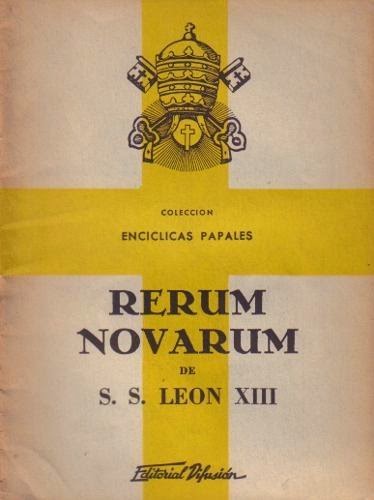 COLECCION
ENCICLICAS PAPALES
RERUM
NOVARUM
DE
S. S. LEON XIII
Editorial Difusión